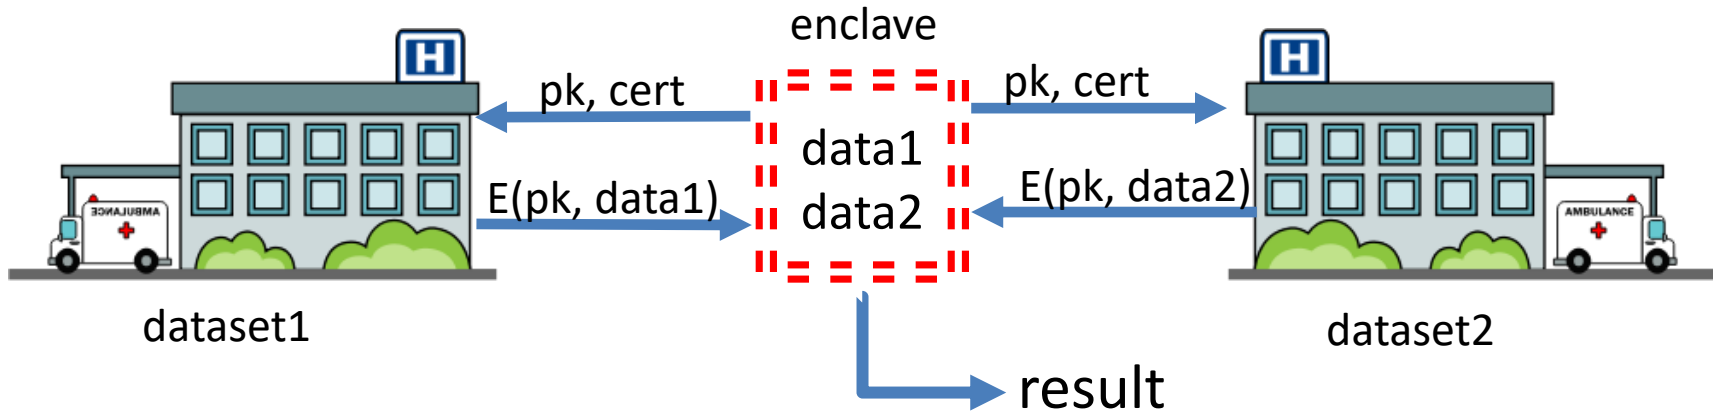 enclave
H
H
pk, cert
pk, cert
data1
data2
E(pk, data1)
E(pk, data2)
AMBULANCE
AMBULANCE
dataset1
dataset2
result